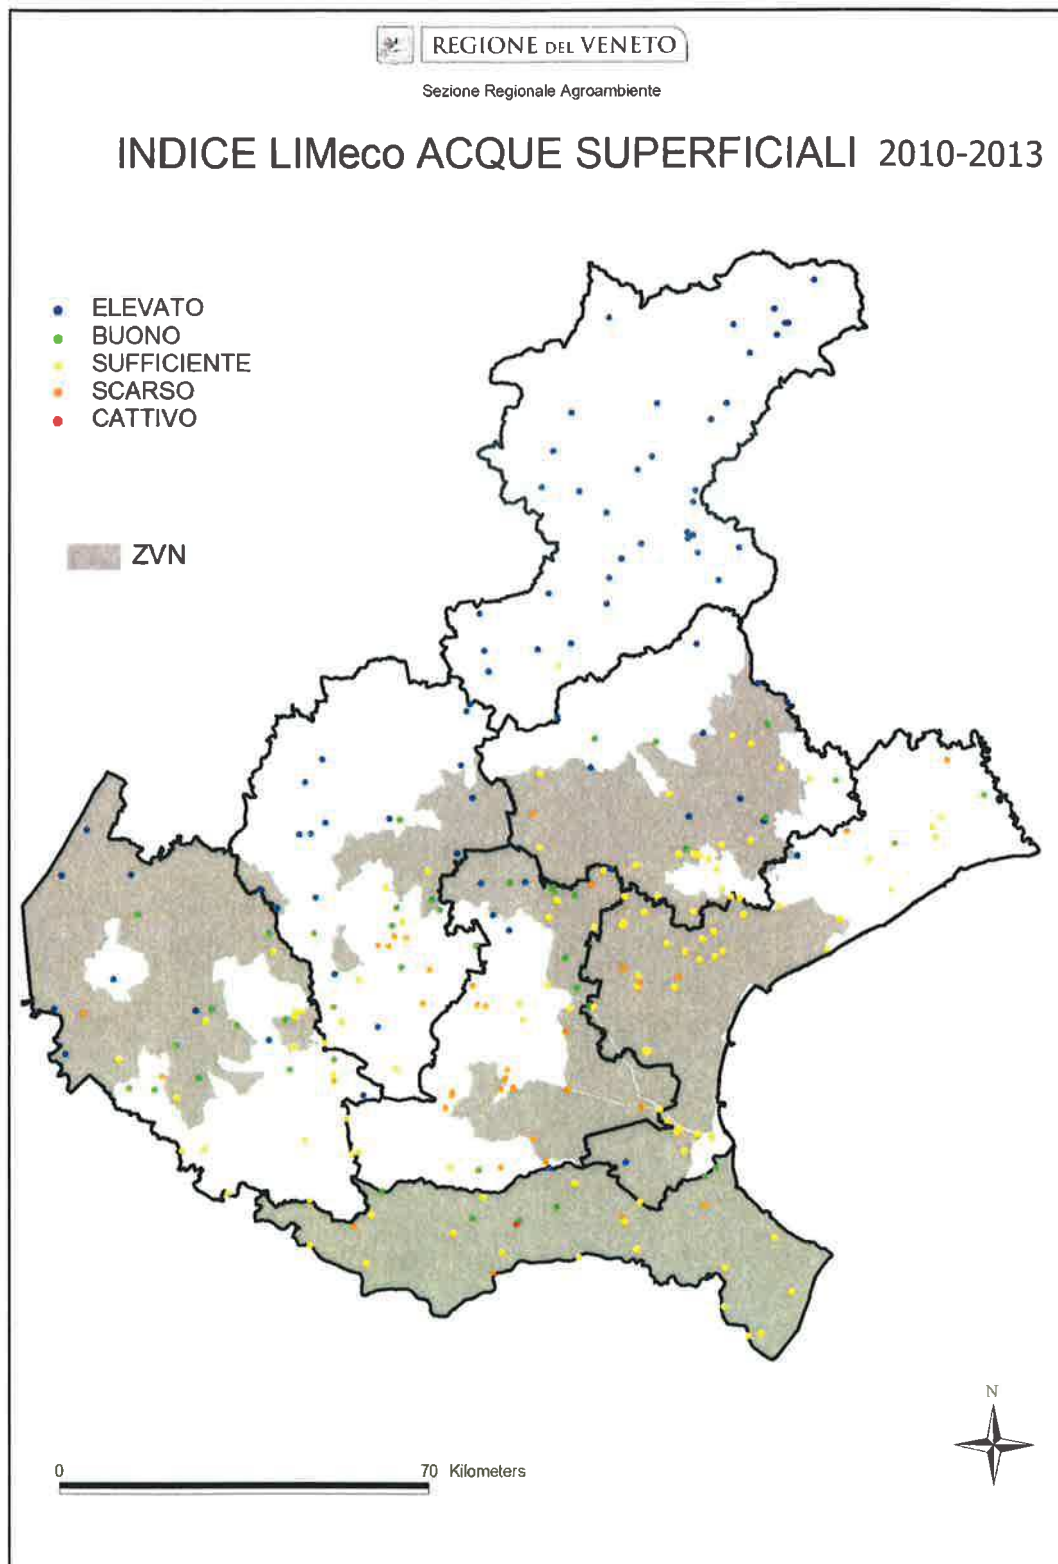 REGIONE DEL VENETO
Sezione Regionale Agroambiente
INDICE LIMeco ACQUE SUPERFICIALI 2010-2013
ELEVATO
BUONO
SUFFICIENTE
SCARSO
CATTIVO
ZVN
N
0 70 Kilometers